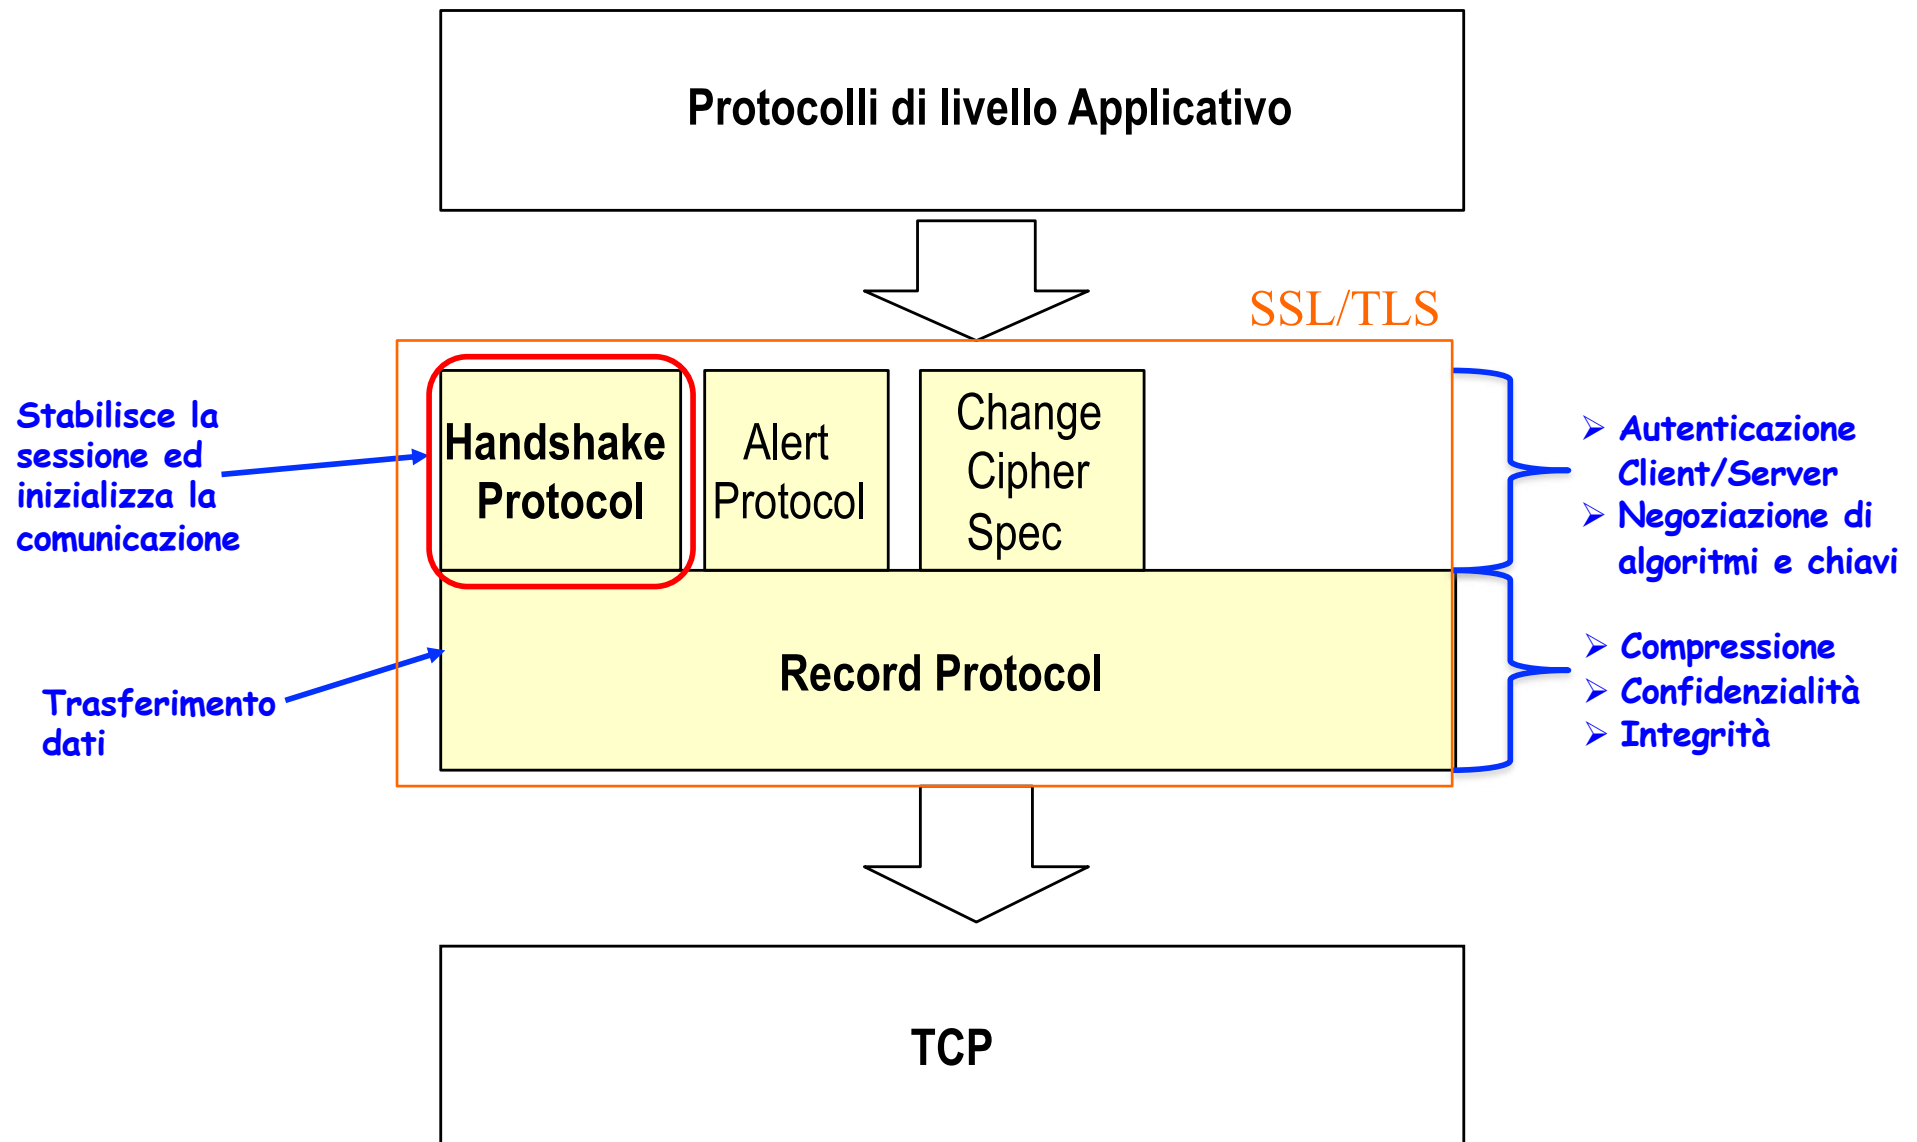 Protocolli di livello Applicativo
SSL/TLS
Stabilisce la
sessione ed
inizializza la
comunicazione
Handshake
Protocol
Alert
Protocol
Change
Cipher
Spec
➢ Autenticazione
Client/Server
➢ Negoziazione di
algoritmi e chiavi
Trasferimento
dati
Record Protocol
➢ Compressione
➢ Confidenzialità
➢ Integrità
TCP